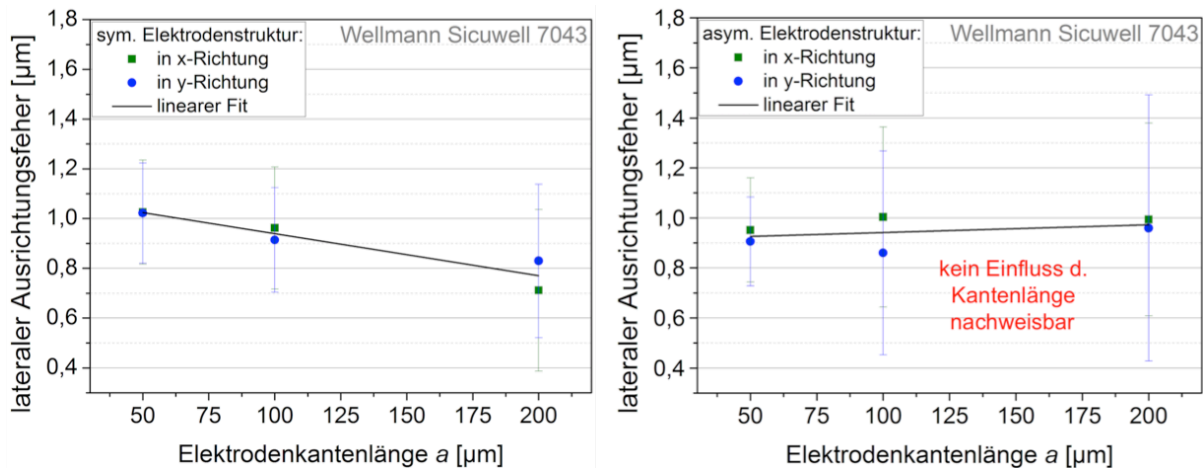 lateraler Ausrichtungsfeher [µm]
1,8
1,6
1,4
1,2
1,0
0,8
0,6
0,4
sym. Elektrodenstruktur:
in x-Richtung
in y-Richtung
linearer Fit
Wellmann Sicuwell 7043
50 75 100 125 150 175 200
Elektrodenkantenlänge a [µm]
lateraler Ausrichtungsfeher [µm]
1,8
1,6
1,4
1,2
1,0
0,8
0,6
0,4
asym. Elektrodenstruktur:
in x-Richtung
in y-Richtung
linearer Fit
Wellmann Sicuwell 7043
kein Einfluss d.
Kantenlänge
nachweisbar
50 75 100 125 150 175 200
Elektrodenkantenlänge a [µm]